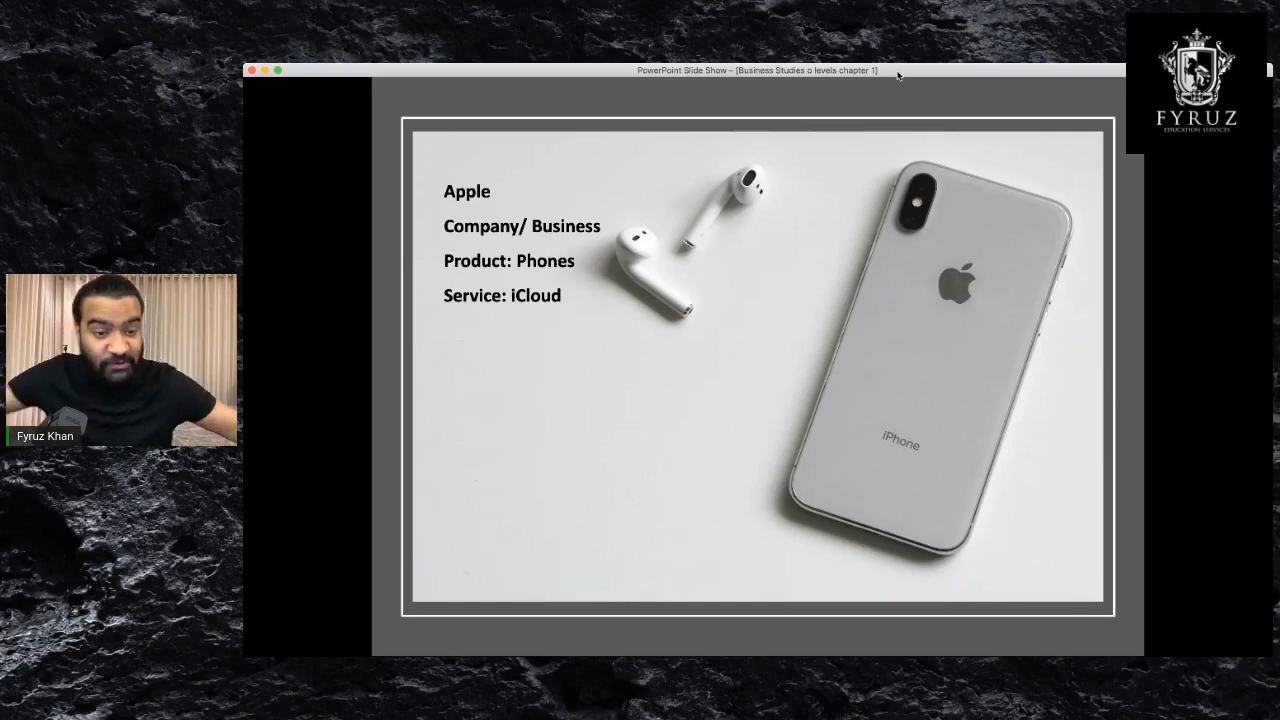 PowerPoint Slide Show – [Business Studies o levels chapter 1]
FYRUZ
EDUCATION SERVICES
Apple
Company/ Business
Product: Phones
Service: iCloud
iPhone
Fyruz Khan